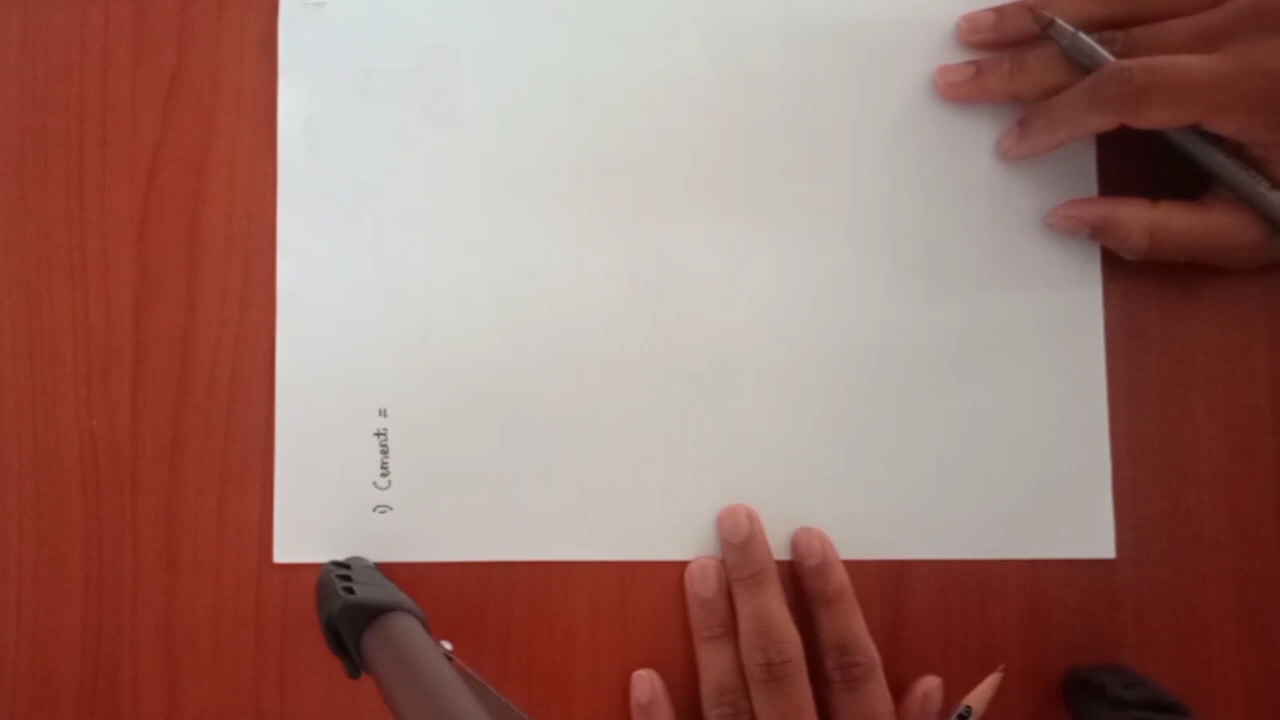 1) Cement =